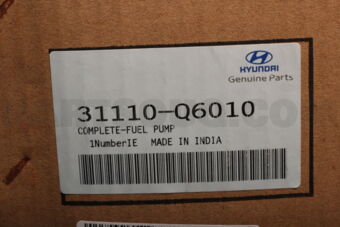 HYUNDAI
Genuine Parts
31110-Q6010
COMPLETE-FUEL PUMP
1NumberIE MADE IN INDIA